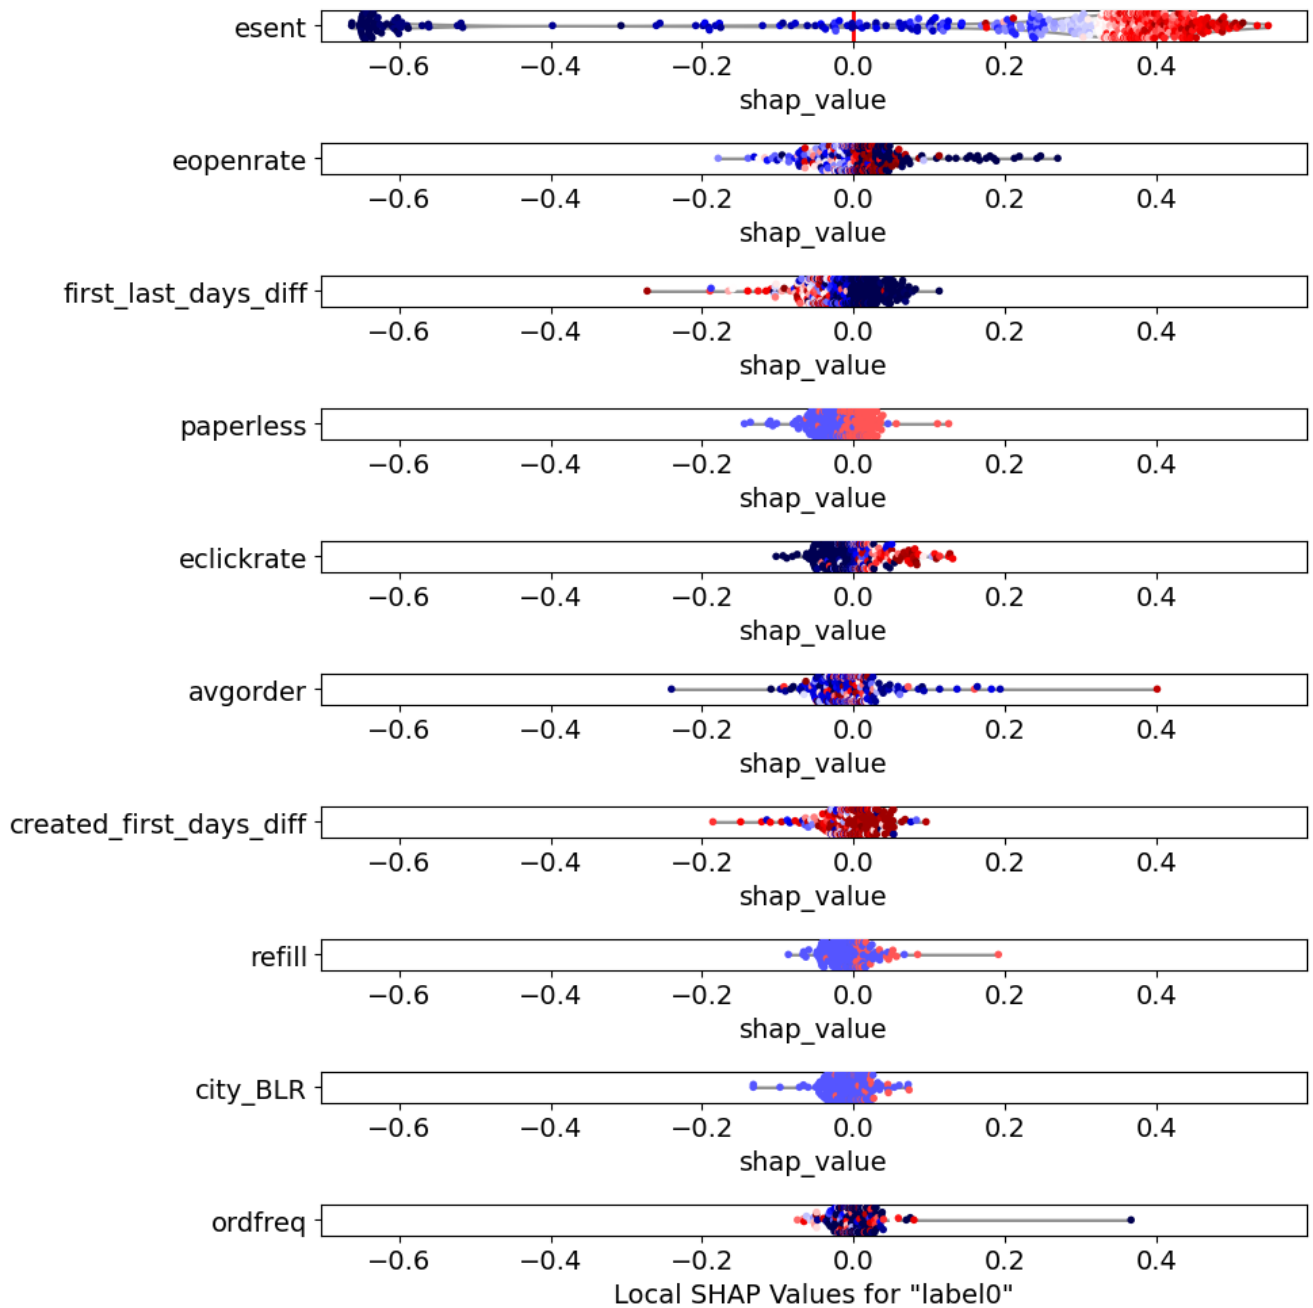 esent
−0.6 −0.4 −0.2 0.0 0.2 0.4
shap_value
eopenrate
−0.6 −0.4 −0.2 0.0 0.2 0.4
shap_value
first_last_days_diff
−0.6 −0.4 −0.2 0.0 0.2 0.4
shap_value
paperless
−0.6 −0.4 −0.2 0.0 0.2 0.4
shap_value
eclickrate
−0.6 −0.4 −0.2 0.0 0.2 0.4
shap_value
avgorder
−0.6 −0.4 −0.2 0.0 0.2 0.4
shap_value
created_first_days_diff
−0.6 −0.4 −0.2 0.0 0.2 0.4
shap_value
refill
−0.6 −0.4 −0.2 0.0 0.2 0.4
shap_value
city_BLR
−0.6 −0.4 −0.2 0.0 0.2 0.4
shap_value
ordfreq
−0.6 −0.4 −0.2 0.0 0.2 0.4
Local SHAP Values for "label0"